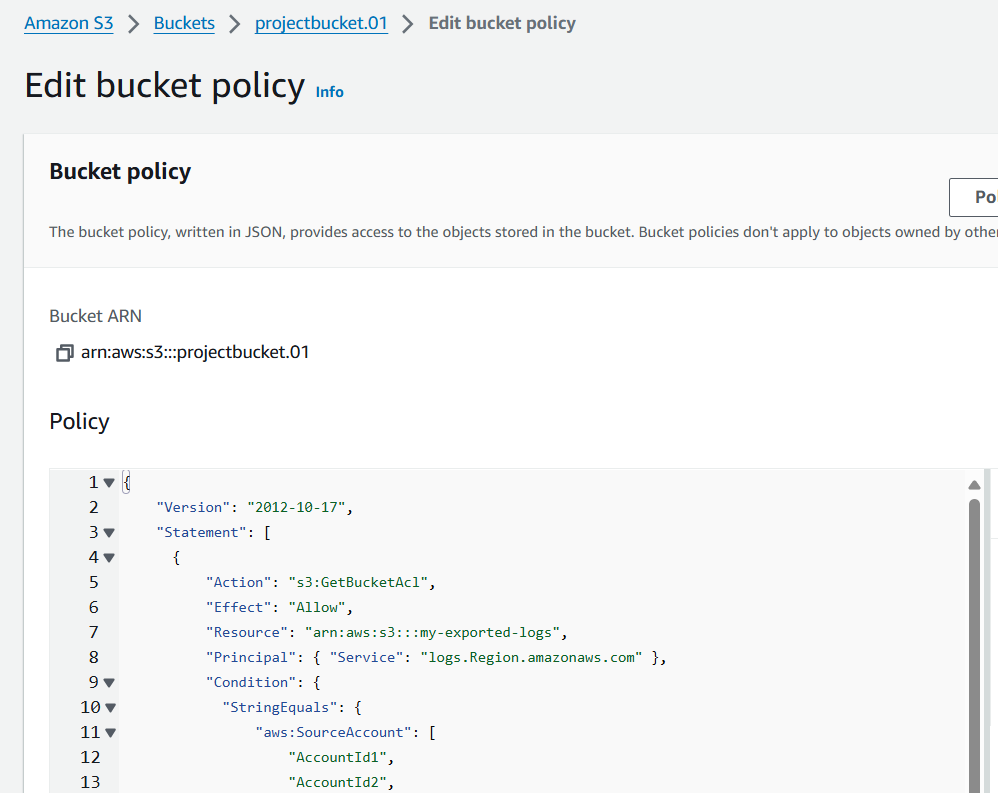 Amazon S3 > Buckets > projectbucket.01 > Edit bucket policy
Edit bucket policy Info
Bucket policy
The bucket policy, written in JSON, provides access to the objects stored in the bucket. Bucket policies don't apply to objects owned by other
Bucket ARN
arn:aws:s3:::projectbucket.01
Policy
1 {
2 "Version": "2012-10-17",
3 "Statement": [
4 {
5 "Action": "s3:GetBucketAcl",
6 "Effect": "Allow",
7 "Resource": "arn:aws:s3:::my-exported-logs",
8 "Principal": { "Service": "logs.Region.amazonaws.com" },
9 "Condition": {
10 "StringEquals": {
11 "aws:SourceAccount": [
12 "AccountId1",
13 "AccountId2",